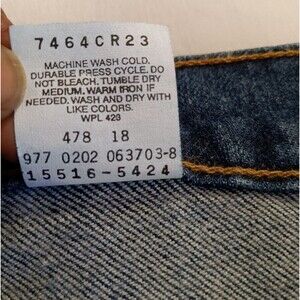 7464CR23
MACHINE WASH COLD.
DURABLE PRESS CYCLE. DO
NOT BLEACH. TUMBLE DRY
MEDIUM. WARM IRON IF
NEEDED. WASH AND DRY WITH
LIKE COLORS.
WPL 423
478 18
977 0202 063703-8
15516-5424